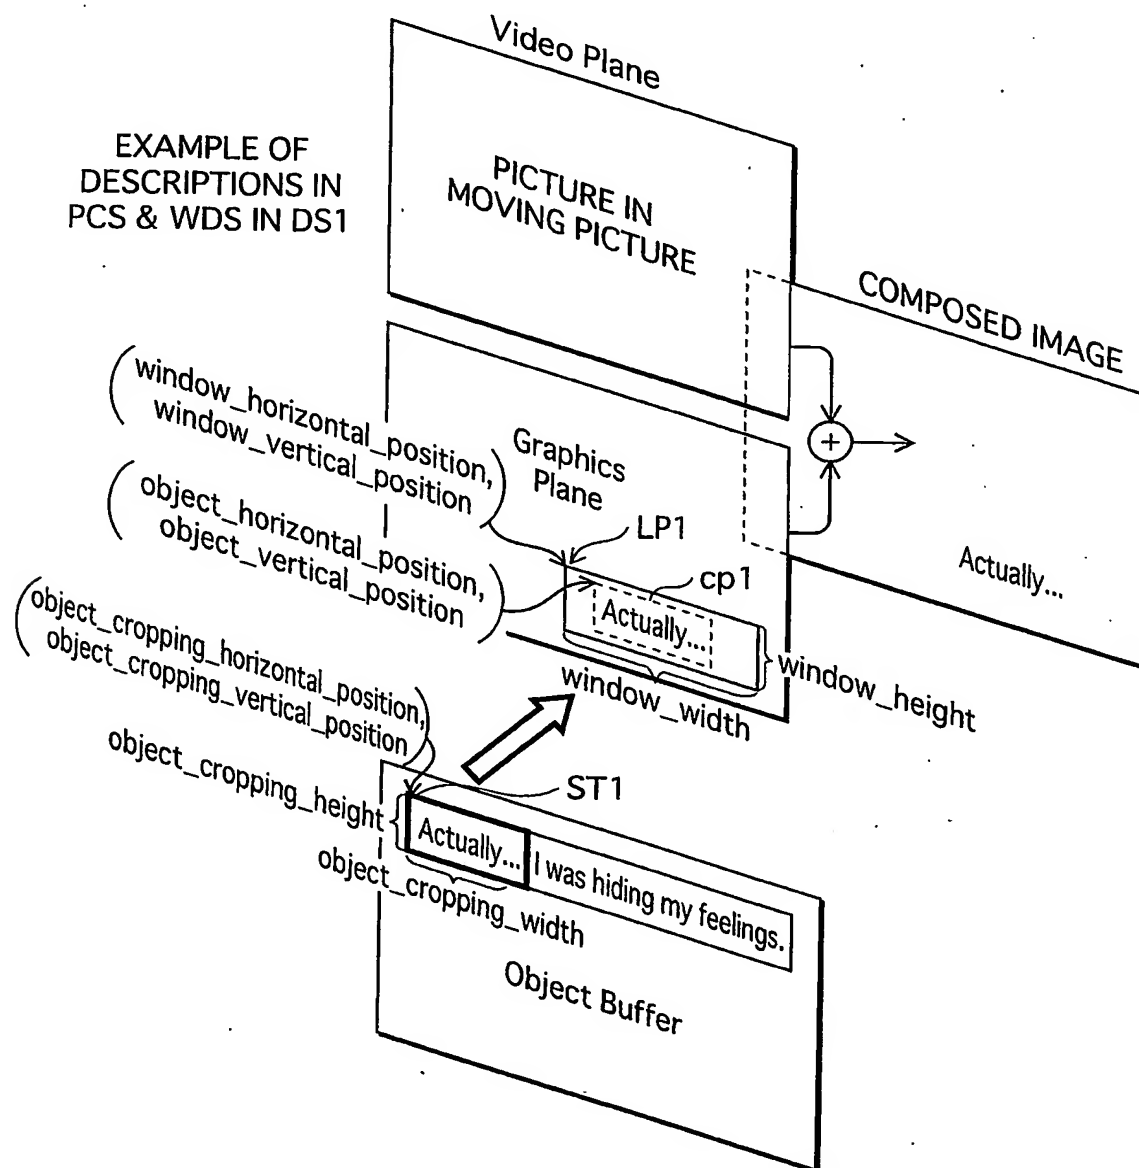 Video Plane
EXAMPLE OF
DESCRIPTIONS IN
PCS & WDS IN DS1
PICTURE IN
MOVING PICTURE
COMPOSED IMAGE
(window_horizontal_position,
window_vertical_position)
Graphics
Plane
(object_horizontal_position,
object_vertical_position)
LP1
cp1
+
Actually...
Actually...
(object_cropping_horizontal_position,
object_cropping_vertical_position)
window_height
window_width
object_cropping_height
ST1
Actually... I was hiding my feelings.
object_cropping_width
Object Buffer